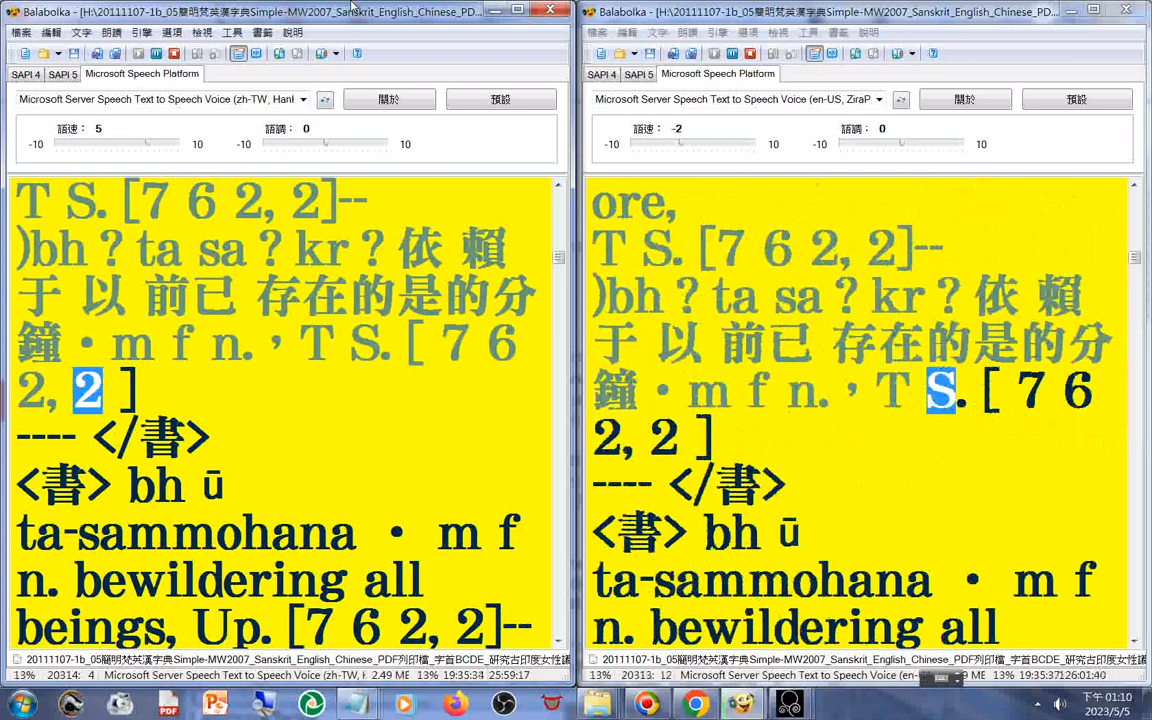 Balabolka - [H:\20111107-1b_05簡明梵英漢字典Simple-MW2007_Sanskrit_English_Chinese_PD...
檔案 編輯 文字 朗讀 引擎 選項 檢視 工具 書籤 說明
SAPI 4 SAPI 5 Microsoft Speech Platform
Microsoft Server Speech Text to Speech Voice (zh-TW, Hanl
關於 預設
語速： 5 語調： 0
-10 10 -10 10
T S. [7 6 2, 2]--
)bh？ta sa？kr？依 賴
于 以 前已 存在的是的分
鐘・m f n.，T S. [ 7 6
2, 2 ]
---- </書>
<書> bh ū
ta-sammohana ・ m f
n. bewildering all
beings, Up. [7 6 2, 2]--
20111107-1b_05簡明梵英漢字典Simple-MW2007_Sanskrit_English_Chinese_PDF列印檔_字首BCDE_研究古印度女性議
13% 20314: 4 Microsoft Server Speech Text to Speech Voice (zh-TW, H 2.49 MB 13% 19:35:34 25:59:17
Balabolka - [H:\20111107-1b_05簡明梵英漢字典Simple-MW2007_Sanskrit_English_Chinese_PD...
檔案 編輯 文字 朗讀 引擎 選項 檢視 工具 書籤 說明
SAPI 4 SAPI 5 Microsoft Speech Platform
Microsoft Server Speech Text to Speech Voice (en-US, ZiraP
關於 預設
語速： -2 語調： 0
-10 10 -10 10
ore,
T S. [7 6 2, 2]--
)bh？ta sa？kr？依 賴
于 以 前已 存在的是的分
鐘・m f n.，T S. [ 7 6
2, 2 ]
---- </書>
<書> bh ū
ta-sammohana ・ m f
n. bewildering all
20111107-1b_05簡明梵英漢字典Simple-MW2007_Sanskrit_English_Chinese_PDF列印檔_字首BCDE_研究古印度女性議
13% 20313: 12 Microsoft Server Speech Text to Speech Voice MB 13% 19:35:37 126:01:40
PDF
下午 01:10
2023/5/5